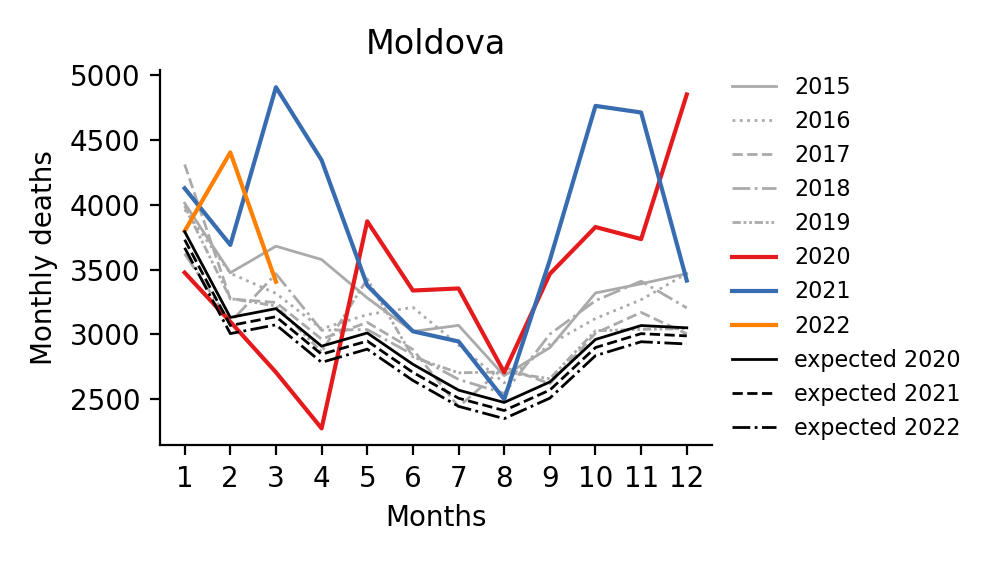 Moldova
Monthly deaths
5000
4500
4000
3500
3000
2500
1 2 3 4 5 6 7 8 9 10 11 12
Months
2015
2016
2017
2018
2019
2020
2021
2022
expected 2020
expected 2021
expected 2022